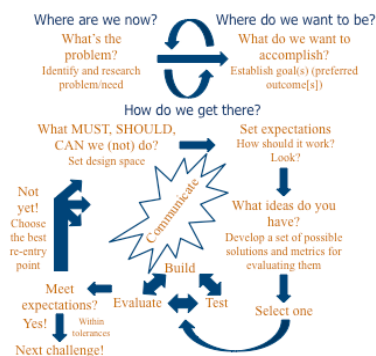 Where are we now?
Where do we want to be?
What's the
problem?
Identify and research
problem/need
What do we want to
accomplish?
Establish goal(s) (preferred
outcome[s])
How do we get there?
What MUST, SHOULD,
CAN we (not) do?
Set design space
Set expectations
How should it work?
Look?
Not
yet!
Choose
the best
re-entry
point
Communicate
What ideas do you
have?
Develop a set of possible
solutions and metrics for
evaluating them
Build
Evaluate
Test
Select one
Meet
expectations?
Yes!
Within
tolerances
Next challenge!